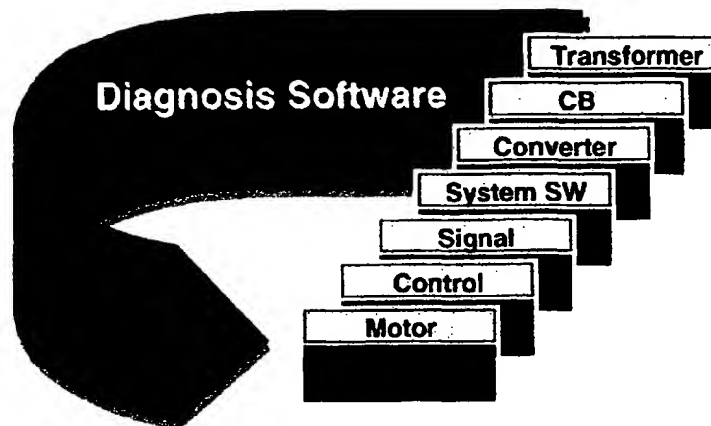 Diagnosis Software
Transformer
CB
Converter
System SW
Signal
Control
Motor